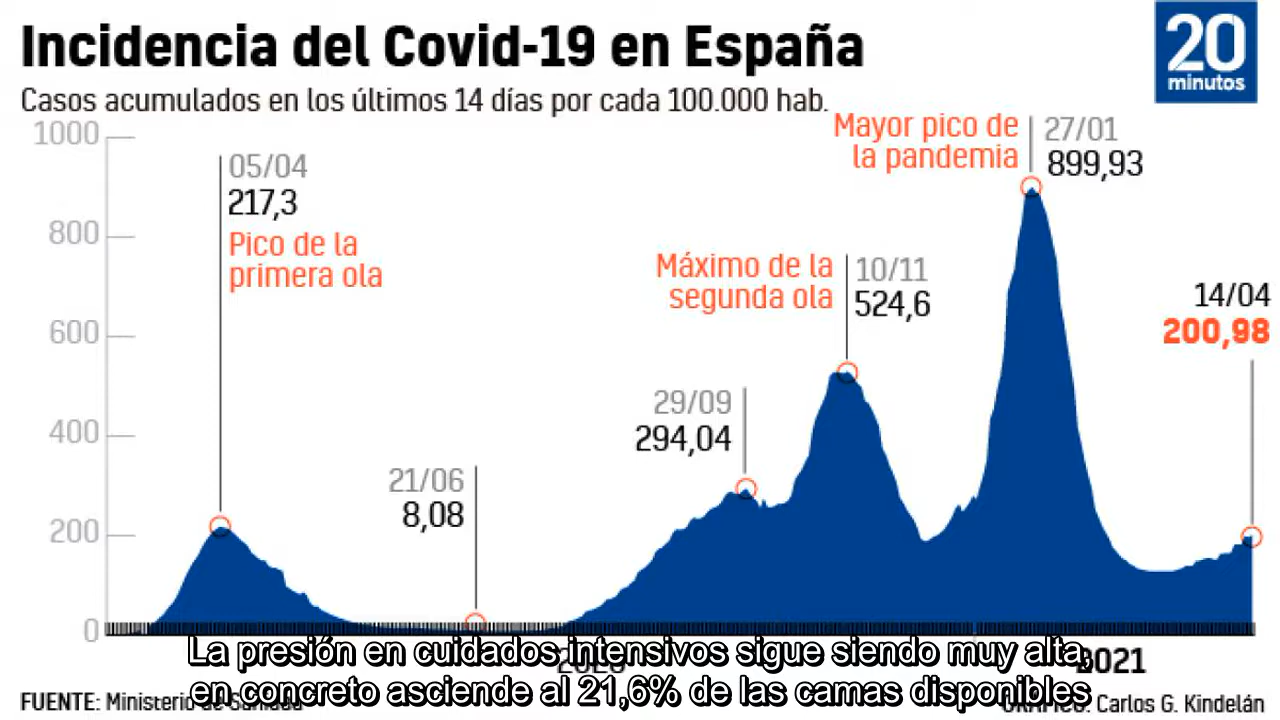 Incidencia del Covid-19 en España
Casos acumulados en los últimos 14 días por cada 100.000 hab.
20
minutos
1000
800
600
400
200
0
05/04
217,3
Pico de la
primera ola
21/06
8,08
29/09
294,04
Máximo de la
segunda ola
10/11
524,6
Mayor pico de
la pandemia
27/01
899,93
14/04
200,98
2021
La presión en cuidados intensivos sigue siendo muy alta,
en concreto asciende al 21,6% de las camas disponibles
FUENTE: Ministerio de
Carlos G. Kindelán